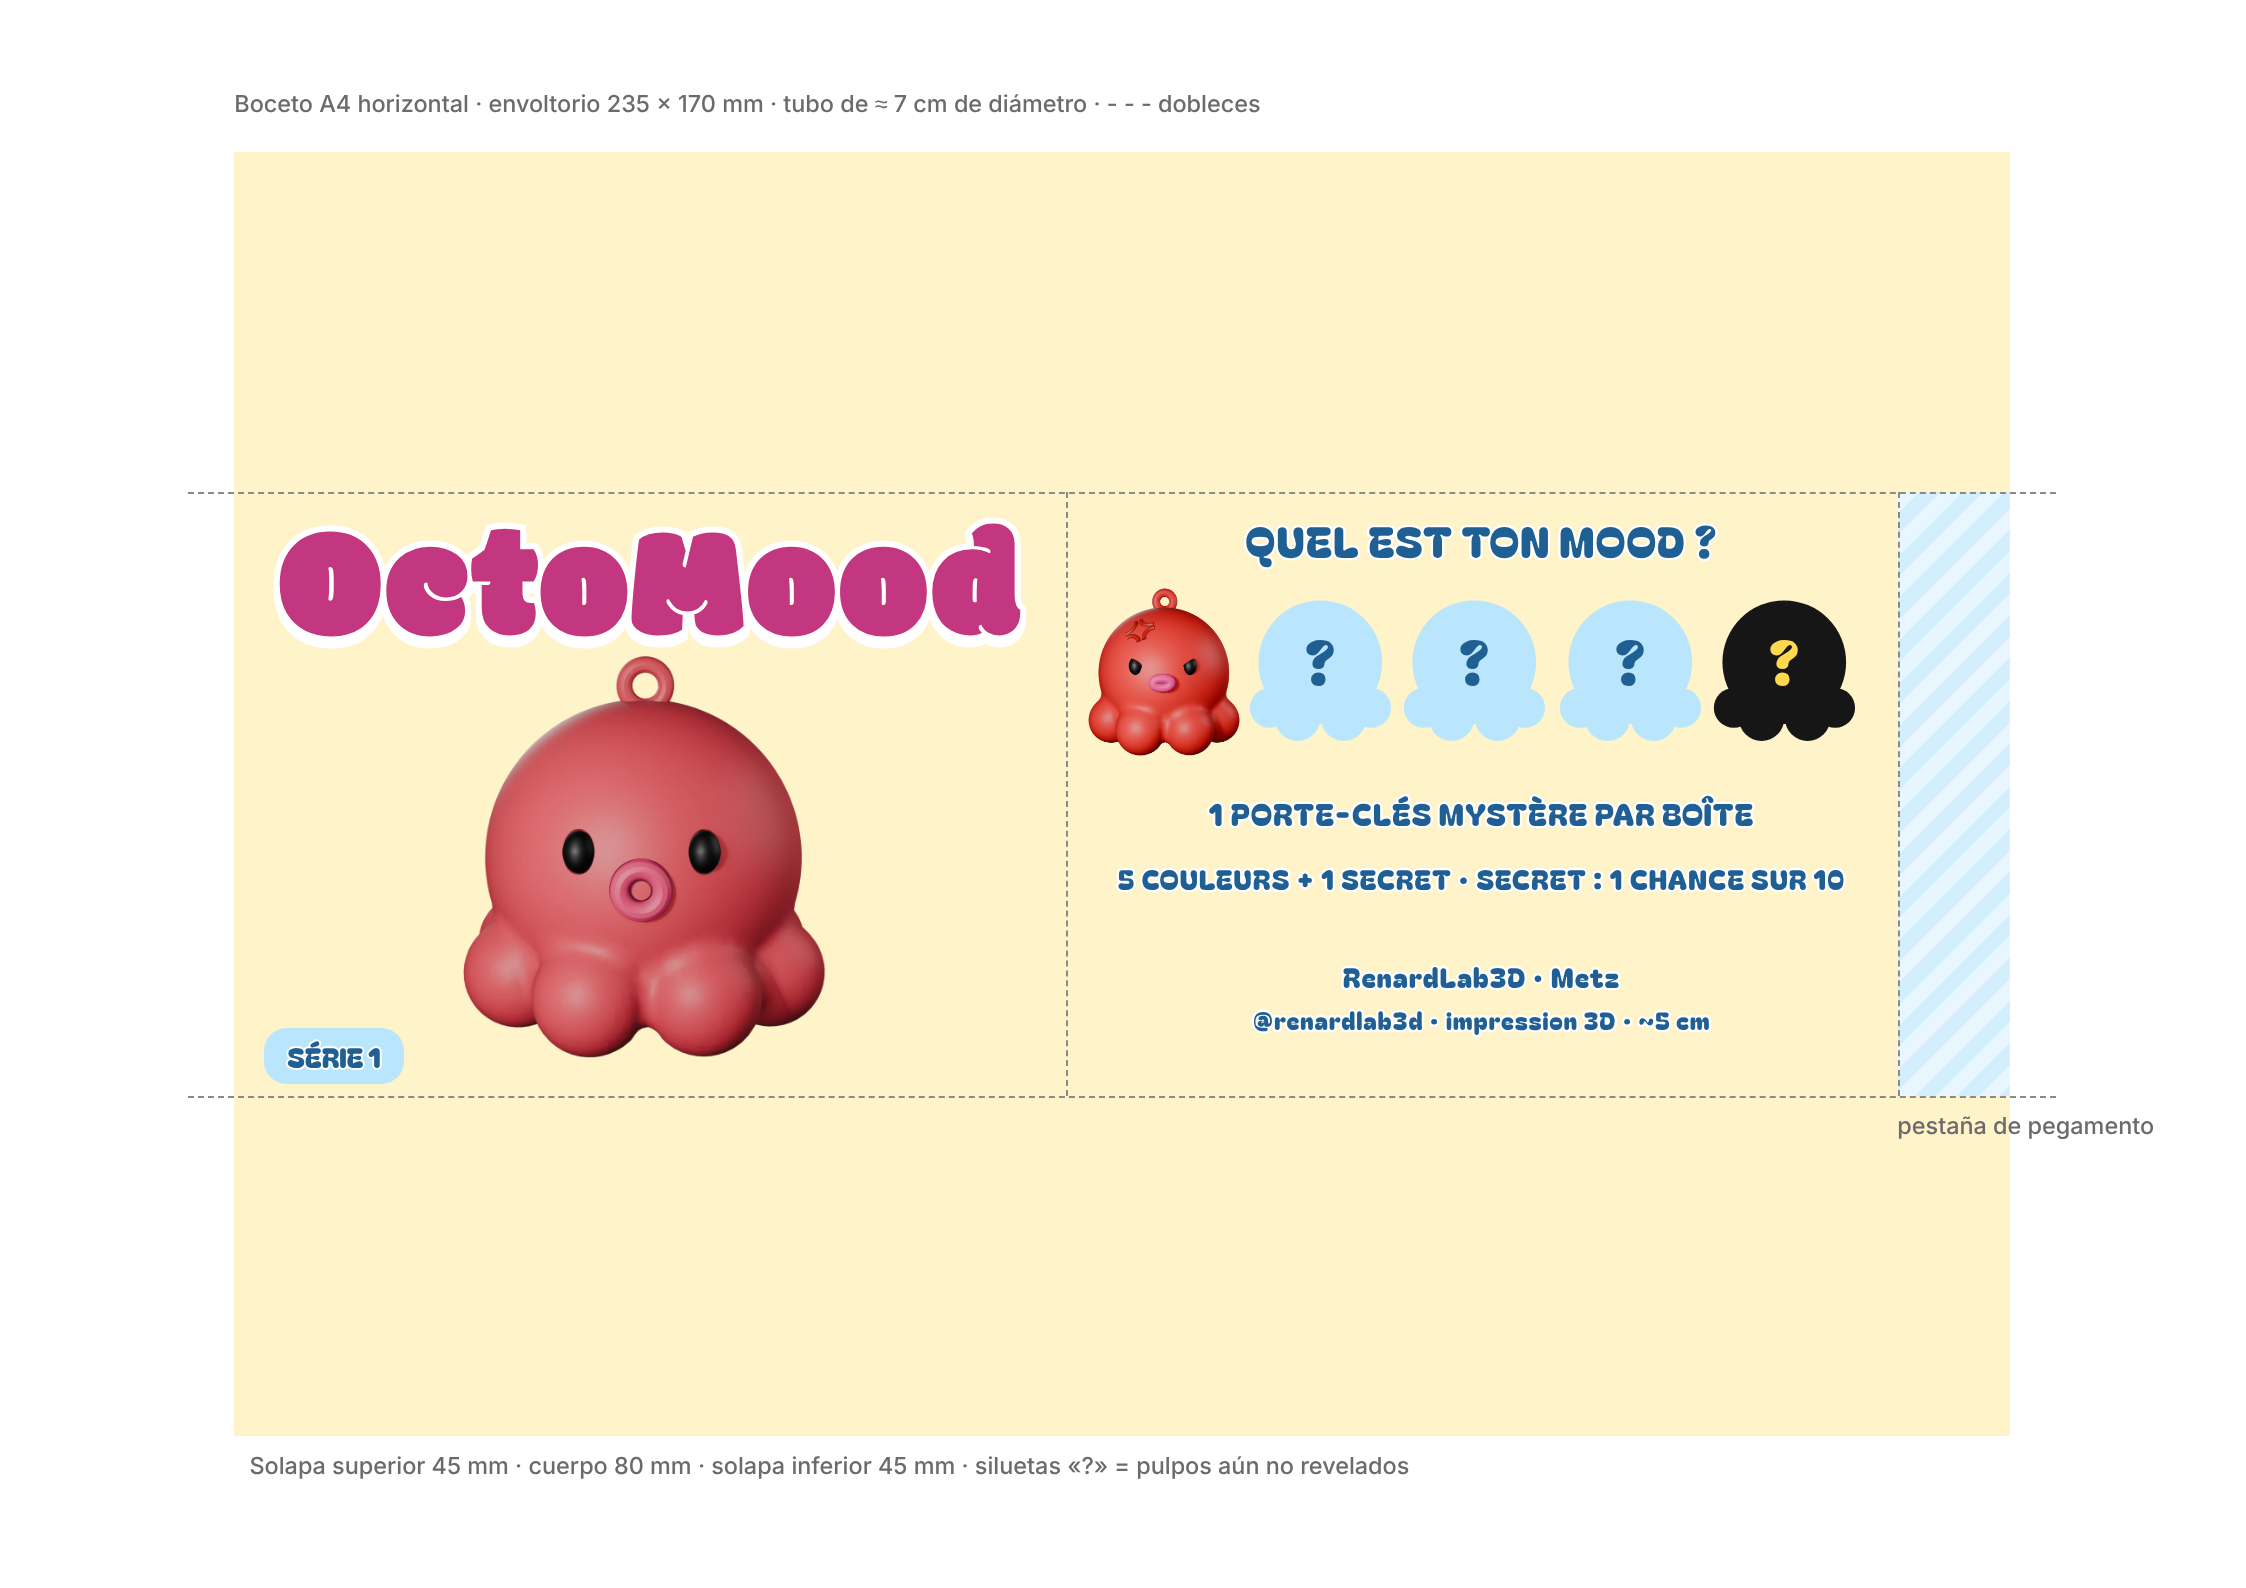 Boceto A4 horizontal · envoltorio 235 × 170 mm · tubo de ≈ 7 cm de diámetro · - - - dobleces
OctoMood
SÉRIE 1
QUEL EST TON MOOD ?
? ? ? ?
1 PORTE-CLÉS MYSTÈRE PAR BOÎTE
5 COULEURS + 1 SECRET · SECRET : 1 CHANCE SUR 10
RenardLab3D · Metz
@renardlab3d · impression 3D · ~5 cm
pestaña de pegamento
Solapa superior 45 mm · cuerpo 80 mm · solapa inferior 45 mm · siluetas «?» = pulpos aún no revelados